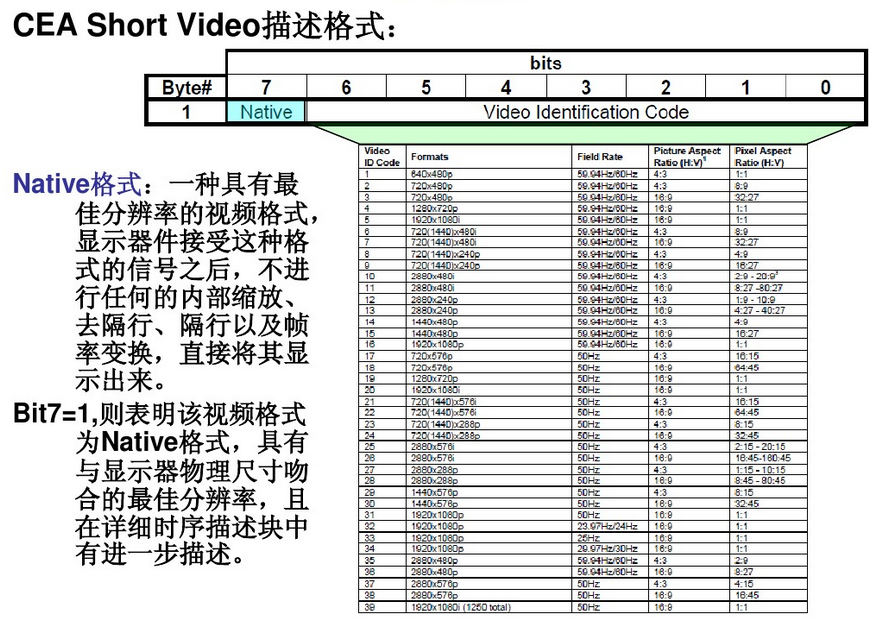 CEA Short Video描述格式：
bits
Byte# 7 6 5 4 3 2 1 0
1 Native Video Identification Code
Native格式：一种具有最
佳分辨率的视频格式，
显示器件接受这种格
式的信号之后，不进
行任何的内部缩放、
去隔行、隔行以及帧
率变换，直接将其显
示出来。
Bit7=1,则表明该视频格式
为Native格式，具有
与显示器物理尺寸吻
合的最佳分辨率，且
在详细时序描述块中
有进一步描述。
Video Formats Field Rate Picture Aspect Pixel Aspect
ID Code Ratio (H:V) Ratio (H:V)
1 640x480p 59.94Hz/60Hz 4:3 1:1
2 720x480p 59.94Hz/60Hz 4:3 8:9
3 720x480p 59.94Hz/60Hz 16:9 32:27
4 1280x720p 59.94Hz/60Hz 16:9 1:1
5 1920x1080i 59.94Hz/60Hz 16:9 1:1
6 720(1440)x480i 59.94Hz/60Hz 4:3 8:9
7 720(1440)x480i 59.94Hz/60Hz 16:9 32:27
8 720(1440)x240p 59.94Hz/60Hz 4:3 4:9
9 720(1440)x240p 59.94Hz/60Hz 16:9 16:27
10 2880x480i 59.94Hz/60Hz 4:3 2:9 - 20:9
11 2880x480i 59.94Hz/60Hz 16:9 8:27 -80:27
12 2880x240p 59.94Hz/60Hz 4:3 1:9 - 10:9
13 2880x240p 59.94Hz/60Hz 16:9 4:27 - 40:27
14 1440x480p 59.94Hz/60Hz 4:3 4:9
15 1440x480p 59.94Hz/60Hz 16:9 16:27
16 1920x1080p 59.94Hz/60Hz 16:9 1:1
17 720x576p 50Hz 4:3 16:15
18 720x576p 50Hz 16:9 64:45
19 1280x720p 50Hz 16:9 1:1
20 1920x1080i 50Hz 16:9 1:1
21 720(1440)x576i 50Hz 4:3 16:15
22 720(1440)x576i 50Hz 16:9 64:45
23 720(1440)x288p 50Hz 4:3 8:15
24 720(1440)x288p 50Hz 16:9 32:45
25 2880x576i 50Hz 4:3 2:15 - 20:15
26 2880x576i 50Hz 16:9 16:45-160:45
27 2880x288p 50Hz 4:3 1:15 - 10:15
28 2880x288p 50Hz 16:9 8:45 - 80:45
29 1440x576p 50Hz 4:3 8:15
30 1440x576p 50Hz 16:9 32:45
31 1920x1080p 50Hz 16:9 1:1
32 1920x1080p 23.97Hz/24Hz 16:9 1:1
33 1920x1080p 25Hz 16:9 1:1
34 1920x1080p 29.97Hz/30Hz 16:9 1:1
35 2880x480p 59.94Hz/60Hz 4:3 2:9
36 2880x480p 59.94Hz/60Hz 16:9 8:27
37 2880x576p 50Hz 4:3 4:15
38 2880x576p 50Hz 16:9 16:45
39 1920x1080i (1250 total) 50Hz 16:9 1:1